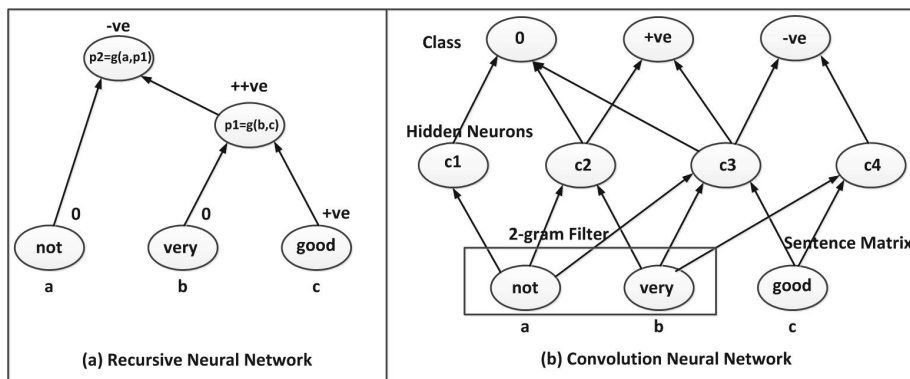 -ve
p2=g(a,p1)
++ve
p1=g(b,c)
0
0
+ve
not
very
good
a
b
c
(a) Recursive Neural Network
Class
0
+ve
-ve
Hidden Neurons
c1
c2
c3
c4
2-gram Filter
Sentence Matrix
not
very
good
a
b
c
(b) Convolution Neural Network